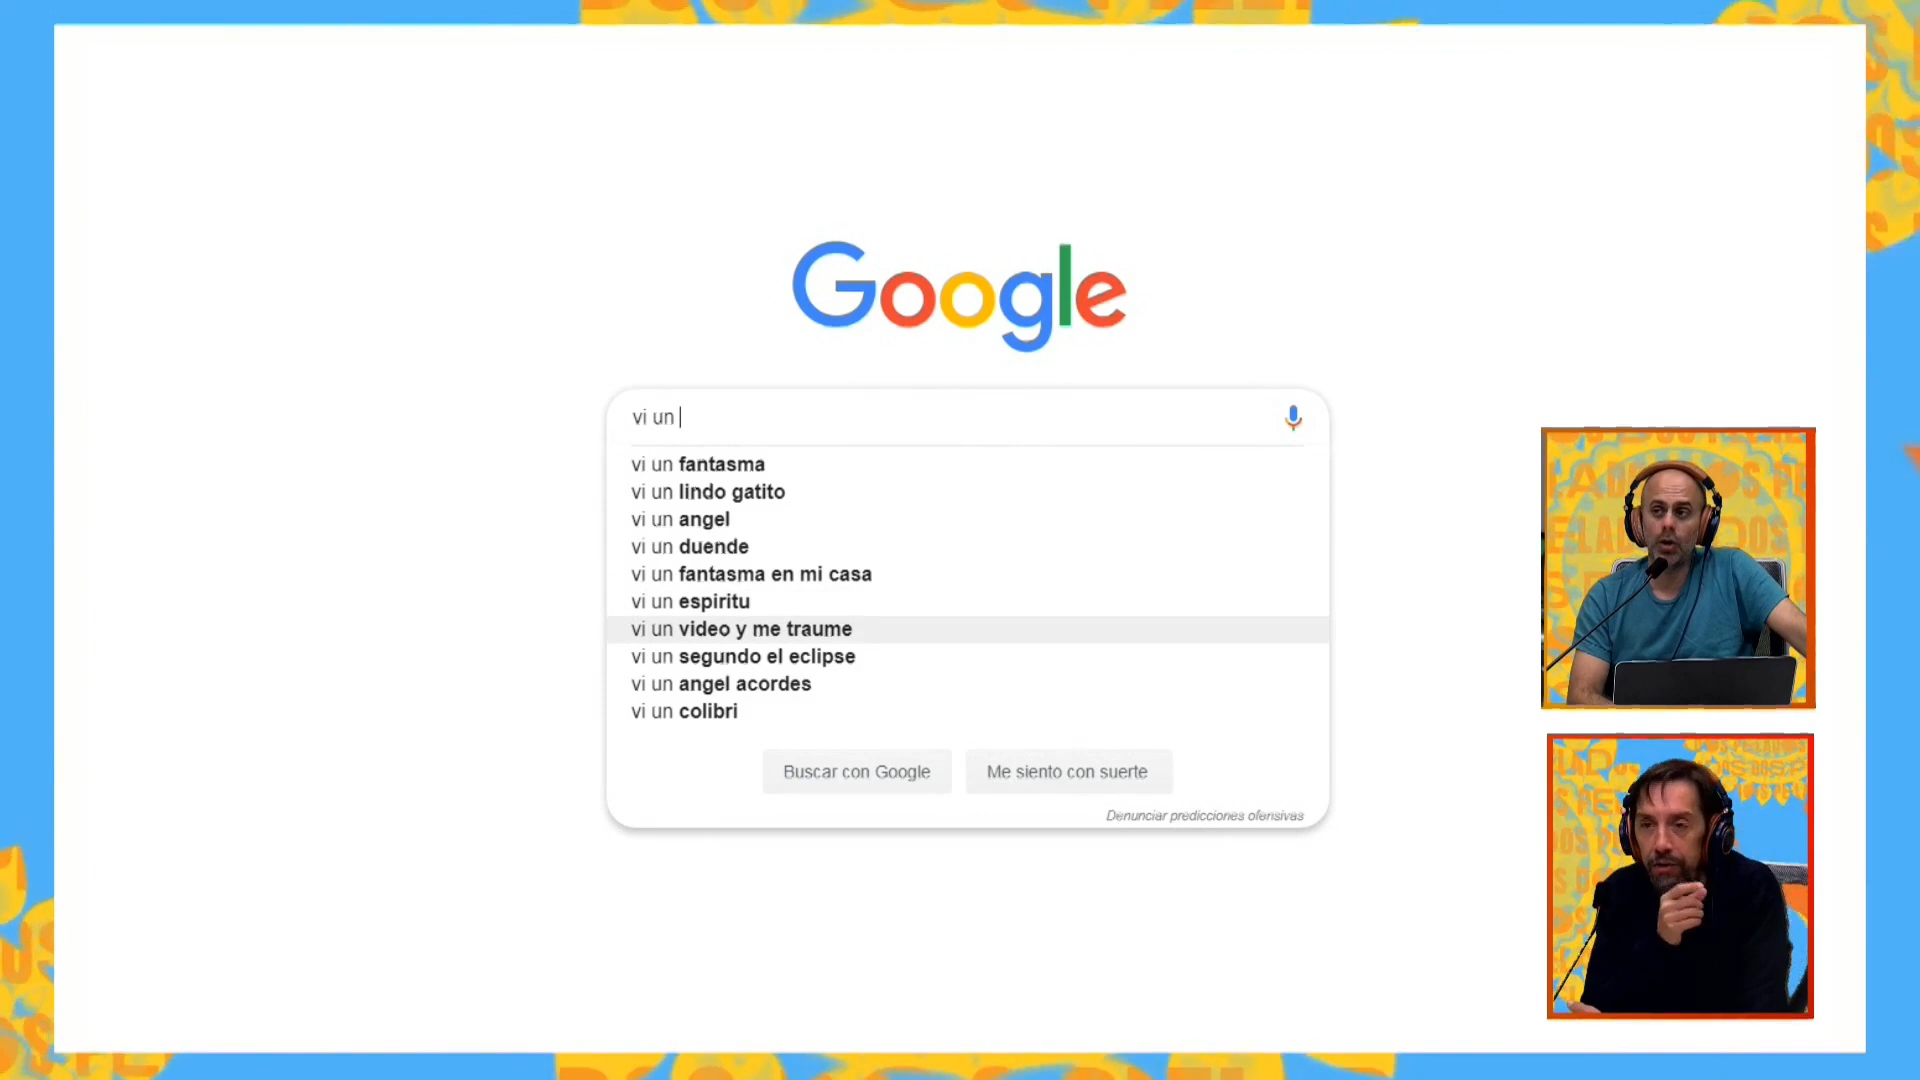 Google
vi un
vi un fantasma
vi un lindo gatito
vi un angel
vi un duende
vi un fantasma en mi casa
vi un espiritu
vi un video y me traume
vi un segundo el eclipse
vi un angel acordes
vi un colibri
Buscar con Google
Me siento con suerte
Denunciar predicciones ofensivas